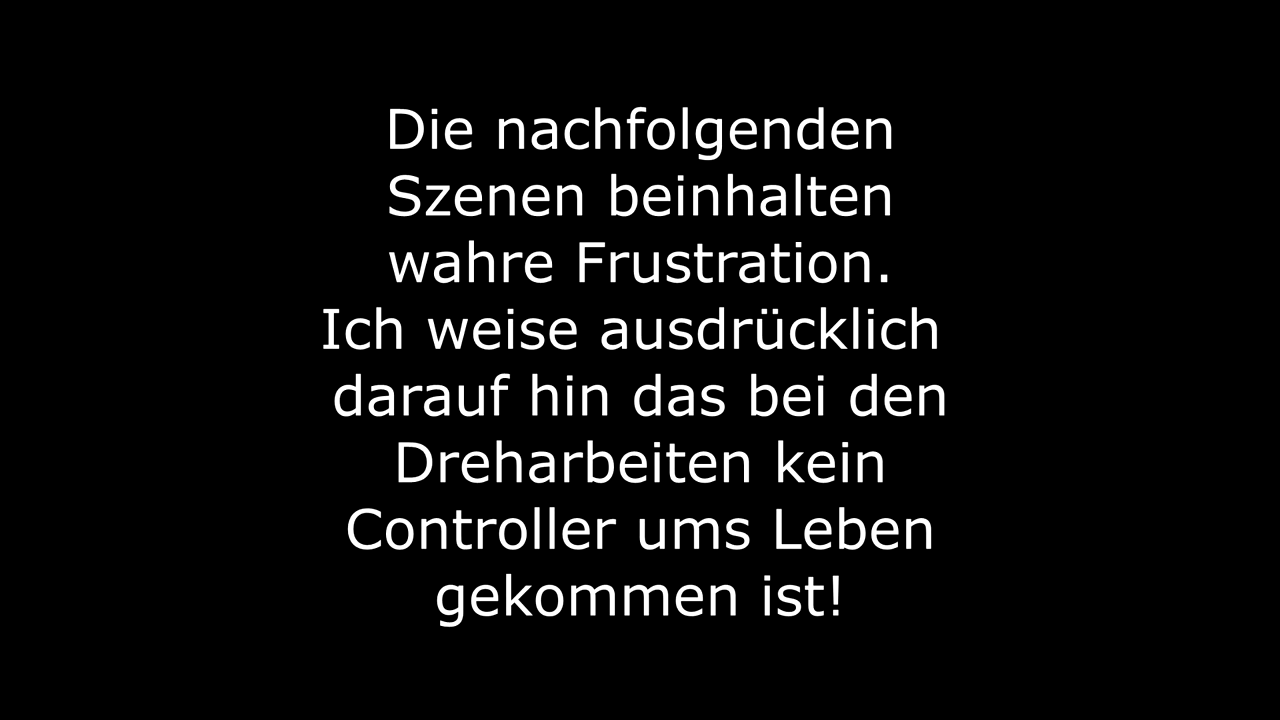 Die nachfolgenden
Szenen beinhalten
wahre Frustration.
Ich weise ausdrücklich
darauf hin das bei den
Dreharbeiten kein
Controller ums Leben
gekommen ist!